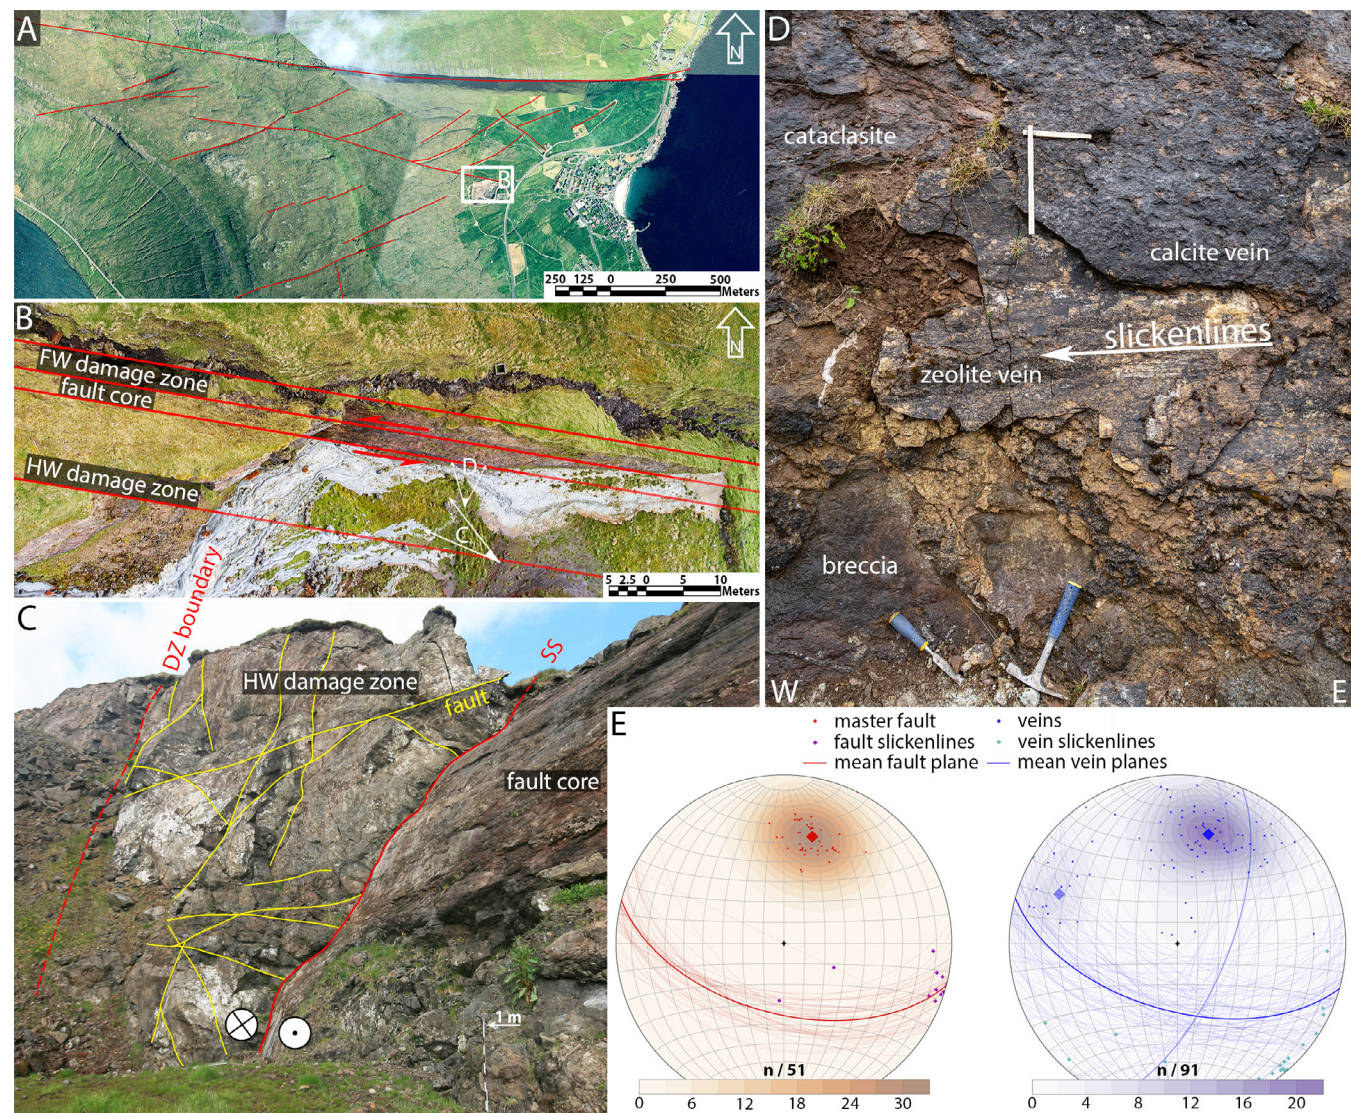 A
N
B
250 125 0 250 500
Meters
B
N
FW damage zone
fault core
HW damage zone
D
C
5 2.5 0 5 10
Meters
C
DZ boundary
HW damage zone
SS
fault
fault core
1 m
D
cataclasite
calcite vein
slickenlines
zeolite vein
breccia
W
E
E
master fault
fault slickenlines
mean fault plane
veins
vein slickenlines
mean vein planes
n / 51
0 6 12 18 24 30
n / 91
0 4 8 12 16 20